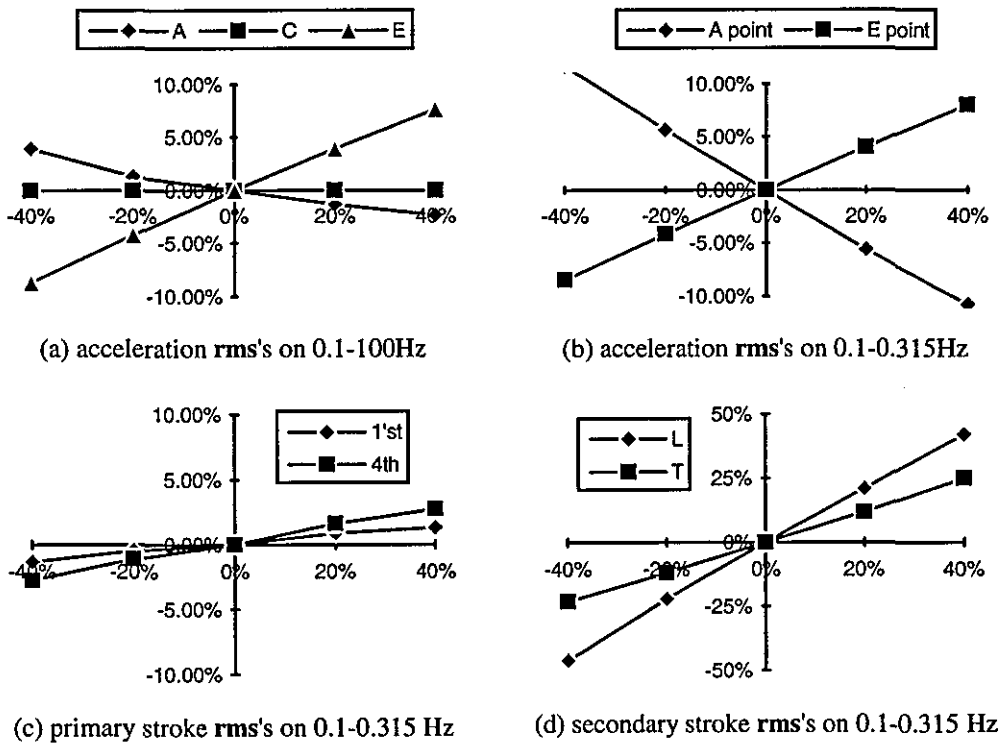 A C E
10.00%
5.00%
0.00%
-40% -20% 0% 20% 40%
-5.00%
-10.00%
(a) acceleration rms's on 0.1-100Hz
A point E point
10.00%
5.00%
0.00%
-40% -20% 0% 20% 40%
-5.00%
-10.00%
(b) acceleration rms's on 0.1-0.315Hz
10.00%
1'st
4th
5.00%
0.00%
-40% -20% 0% 20% 40%
-5.00%
-10.00%
(c) primary stroke rms's on 0.1-0.315 Hz
50%
L
T
25%
0%
-40% -20% 0% 20% 40%
-25%
-50%
(d) secondary stroke rms's on 0.1-0.315 Hz